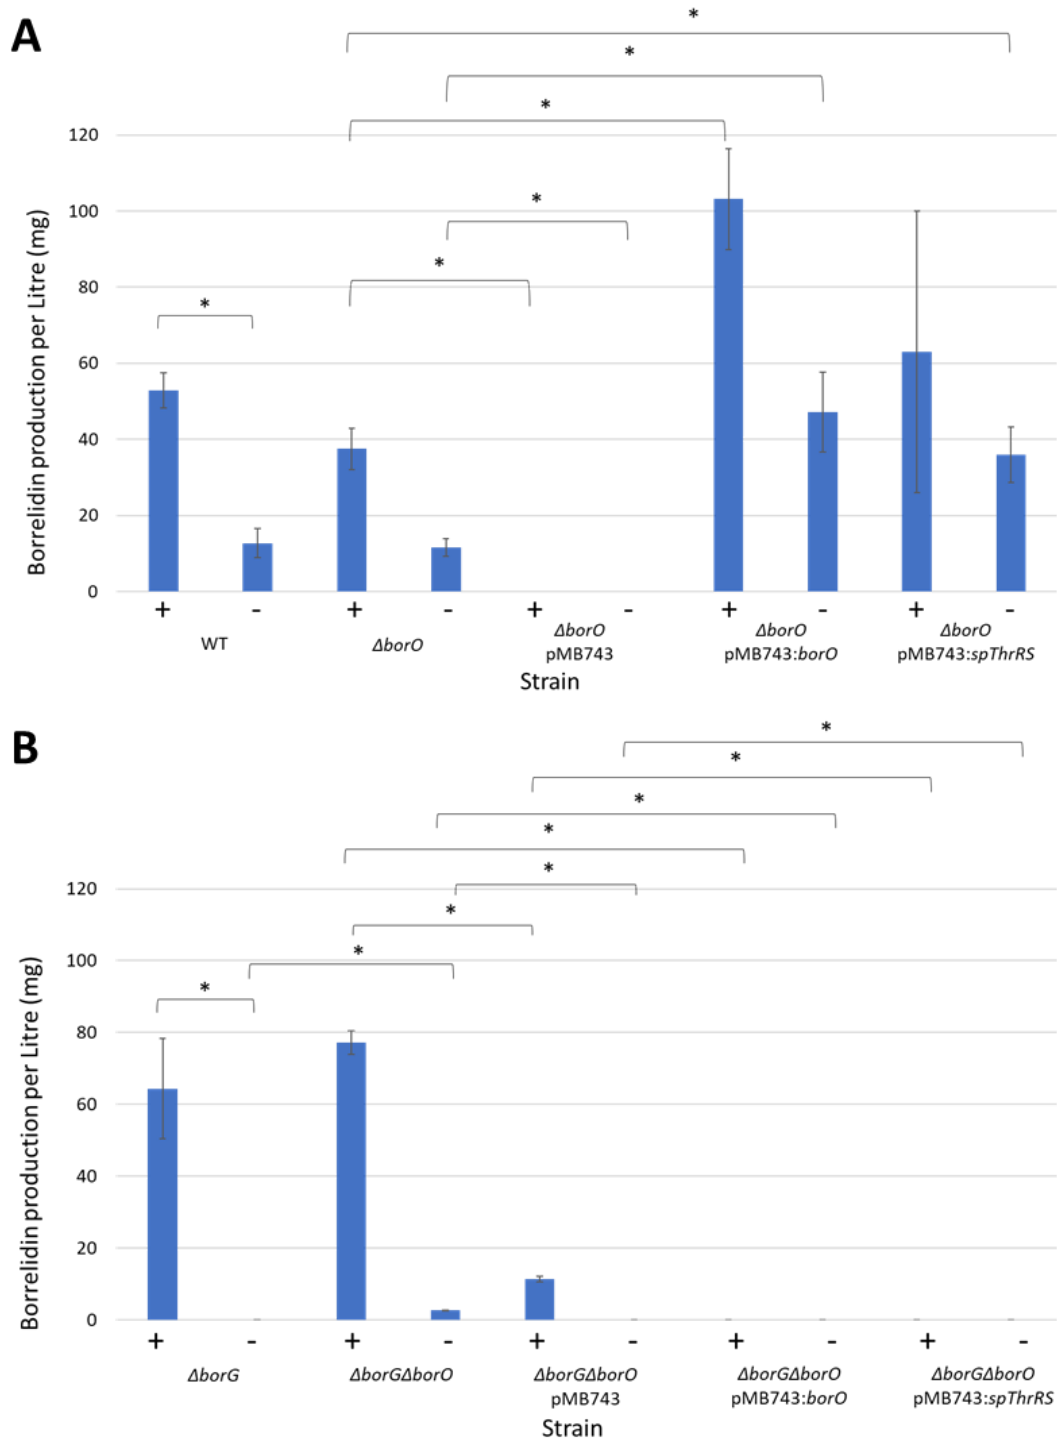 A
*
*
*
*
*
*
120
100
80
60
40
20
0
Borrelidin production per Litre (mg)
+ - + - + - + - + -
WT ΔborO ΔborO ΔborO ΔborO
pMB743 pMB743:borO pMB743:spThrRS
Strain
B
*
*
*
*
*
*
*
*
120
100
80
60
40
20
0
Borrelidin production per Litre (mg)
+ - + - + - + - + -
ΔborG ΔborGΔborO ΔborGΔborO ΔborGΔborO ΔborGΔborO
pMB743 pMB743:borO pMB743:spThrRS
Strain